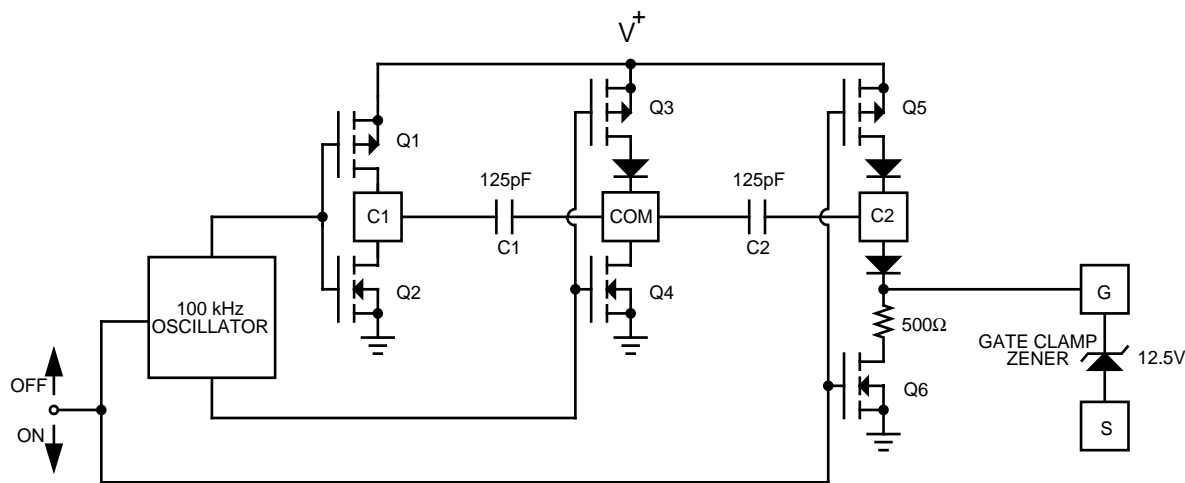 V+
Q1
Q3
Q5
125pF
125pF
C1
COM
C2
C1
C2
Q2
Q4
100 kHz
OSCILLATOR
500Ω
G
GATE CLAMP
ZENER
12.5V
OFF
ON
Q6
S